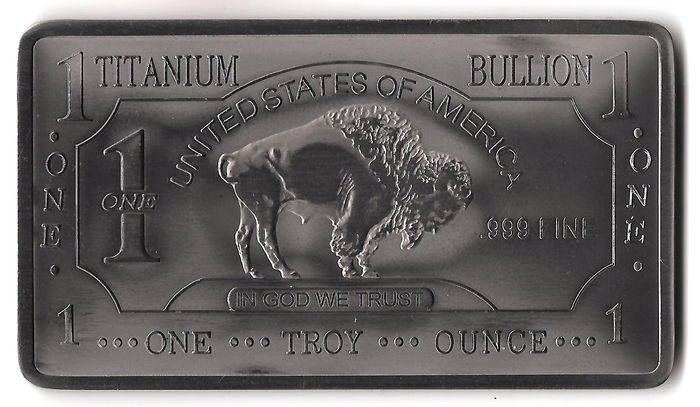 1 TITANIUM BULLION 1
UNITED STATES OF AMERICA
· ONE ·
1
ONE
.999 FINE
· ONE ·
IN GOD WE TRUST
1 ··· ONE ··· TROY ··· OUNCE ··· 1